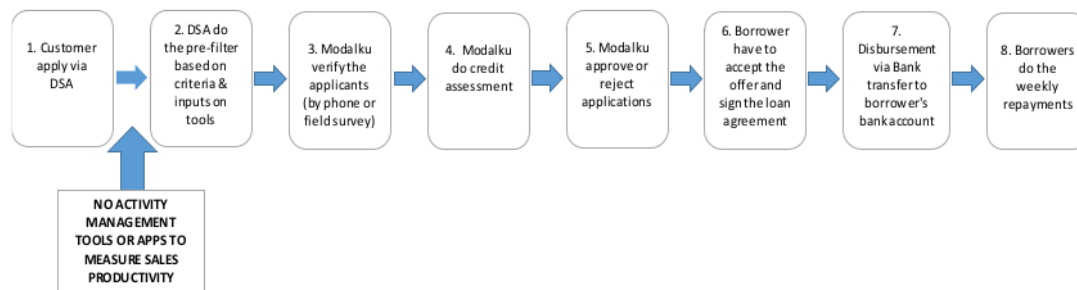 1. Customer
apply via
DSA
2. DSA do
the pre-filter
based on
criteria &
inputs on
tools
3. Modalku
verify the
applicants
(by phone or
field survey)
4. Modalku
do credit
assessment
5. Modalku
approve or
reject
applications
6. Borrower
have to
accept the
offer and
sign the loan
agreement
7.
Disbursement
via Bank
transfer to
borrower's
bank account
8. Borrowers
do the
weekly
repayments
NO ACTIVITY
MANAGEMENT
TOOLS OR APPS TO
MEASURE SALES
PRODUCTIVITY